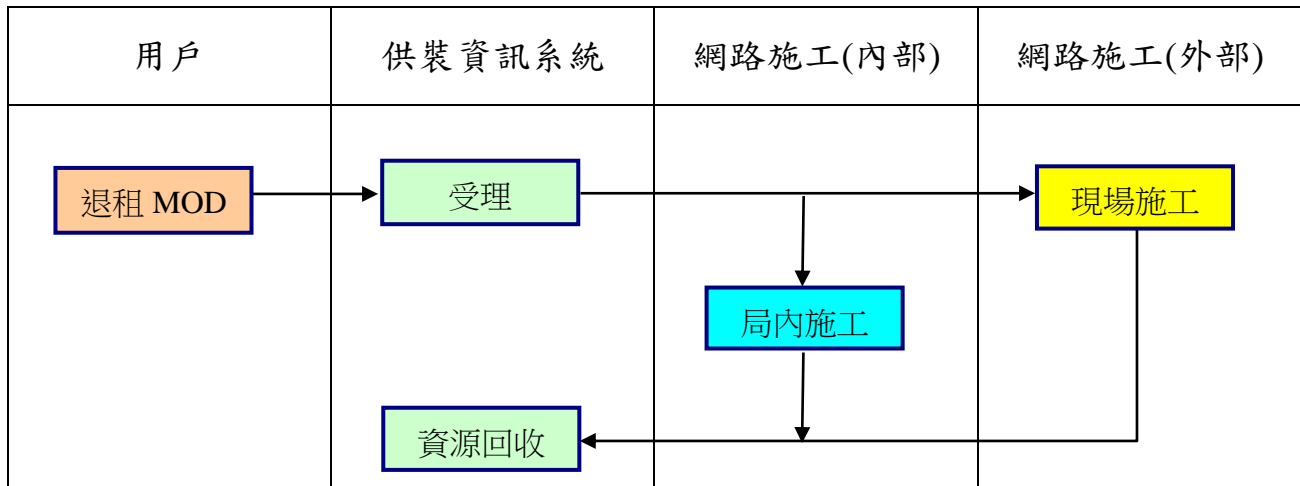 用戶
供裝資訊系統
網路施工(內部)
網路施工(外部)
退租 MOD
受理
現場施工
局內施工
資源回收